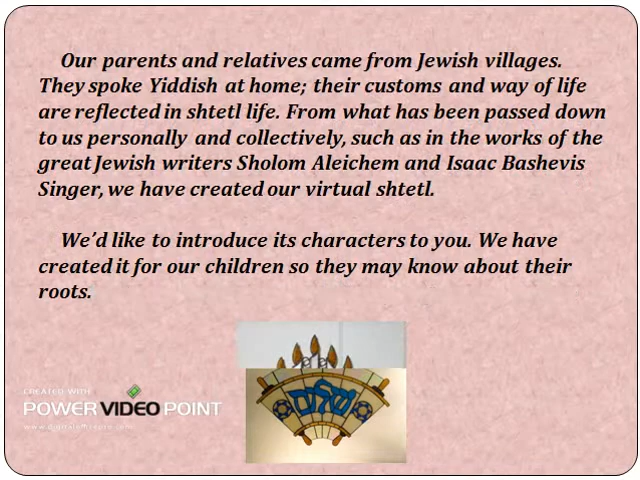 Our parents and relatives came from Jewish villages.
They spoke Yiddish at home; their customs and way of life
are reflected in shtetl life. From what has been passed down
to us personally and collectively, such as in the works of the
great Jewish writers Sholom Aleichem and Isaac Bashevis
Singer, we have created our virtual shtetl.
We'd like to introduce its characters to you. We have
created it for our children so they may know about their
roots.
שלום
CREATED WITH
POWER VIDEO POINT